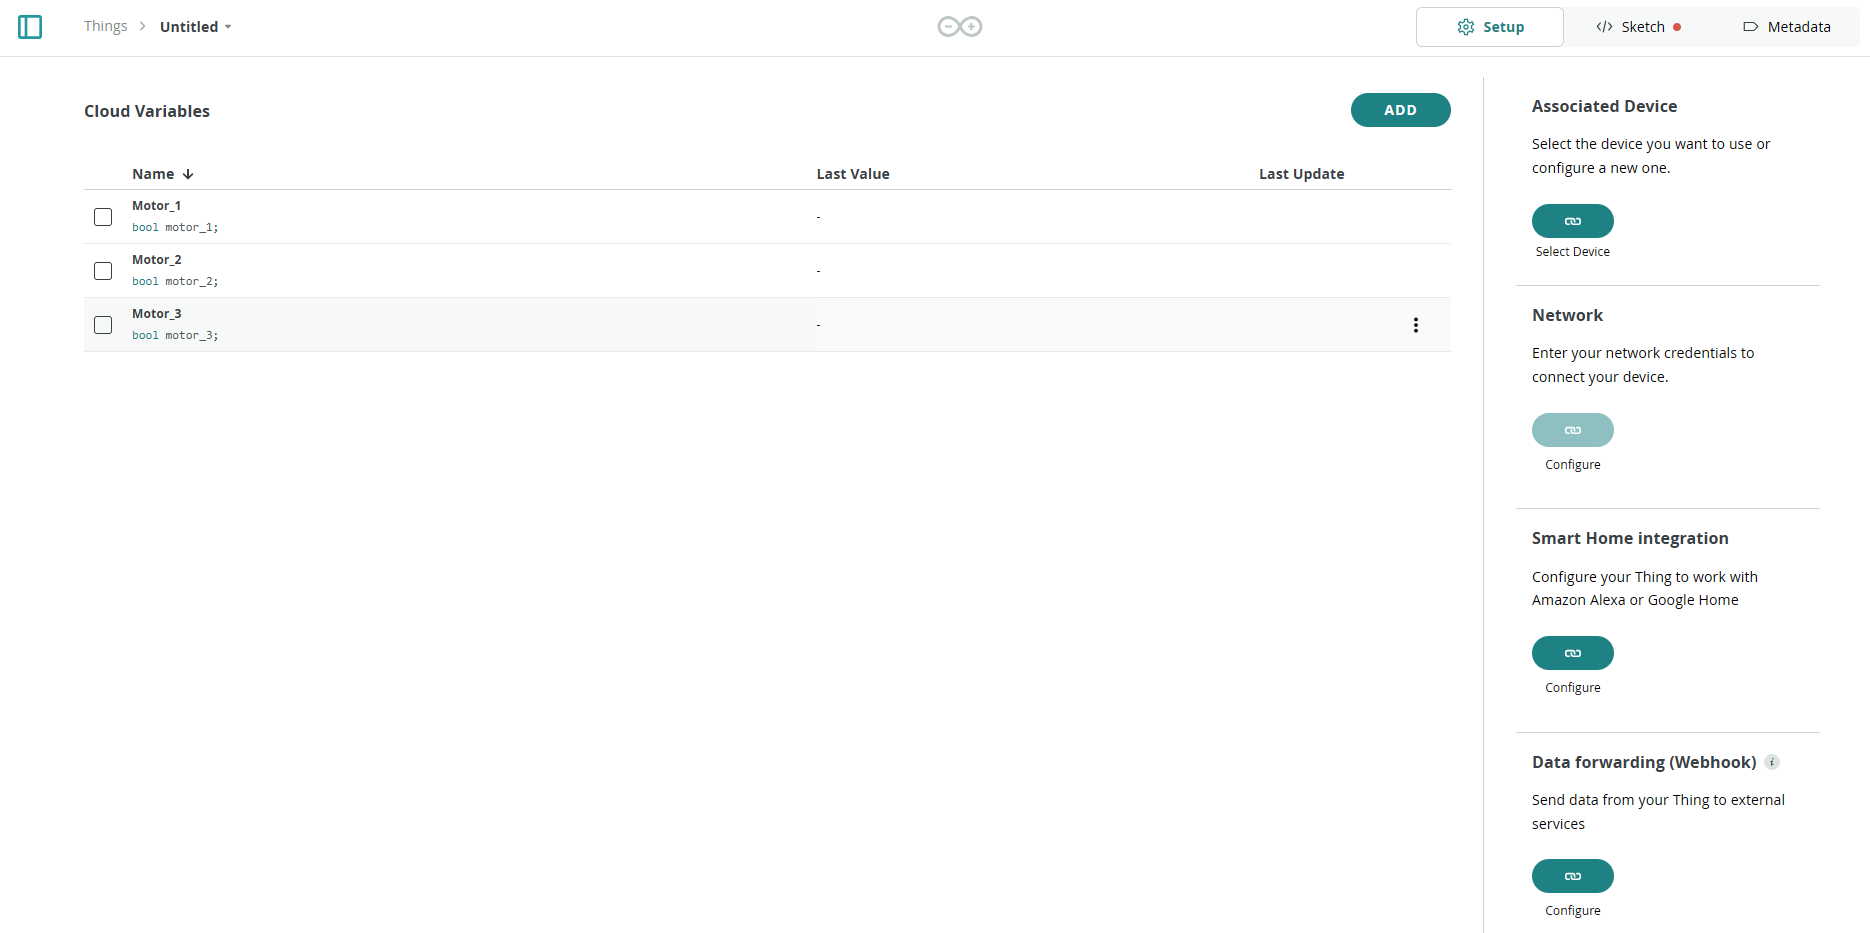 Things > Untitled
Setup
</> Sketch
Metadata
Cloud Variables
ADD
Name ↓ Last Value Last Update
Motor_1
bool motor_1;
-
Motor_2
bool motor_2;
-
Motor_3
bool motor_3;
-
Associated Device
Select the device you want to use or
configure a new one.
Select Device
Network
Enter your network credentials to
connect your device.
Configure
Smart Home integration
Configure your Thing to work with
Amazon Alexa or Google Home
Configure
Data forwarding (Webhook) i
Send data from your Thing to external
services
Configure